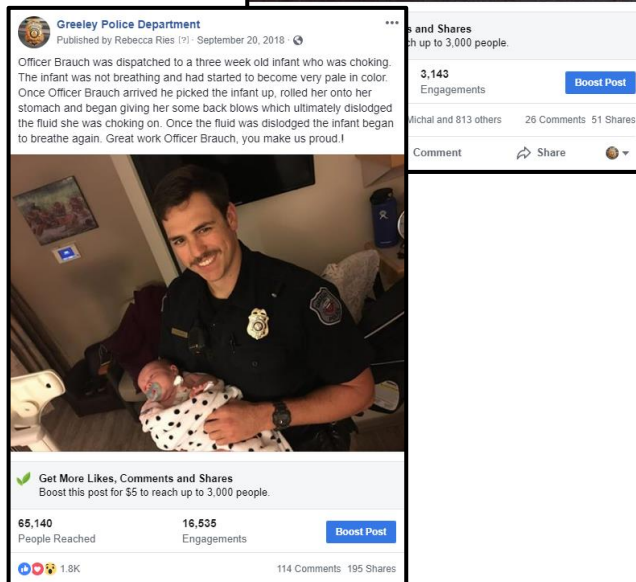 Greeley Police Department
Published by Rebecca Ries [?] · September 20, 2018 ·
Officer Brauch was dispatched to a three week old infant who was choking.
The infant was not breathing and had started to become very pale in color.
Once Officer Brauch arrived he picked the infant up, rolled her onto her
stomach and began giving her some back blows which ultimately dislodged
the fluid she was choking on. Once the fluid was dislodged the infant began
to breathe again. Great work Officer Brauch, you make us proud.!
Get More Likes, Comments and Shares
Boost this post for $5 to reach up to 3,000 people.
65,140
People Reached
16,535
Engagements
Boost Post
1.8K
114 Comments 195 Shares
s and Shares
ch up to 3,000 people.
3,143
Engagements
Boost Post
Michal and 813 others
26 Comments 51 Shares
Comment
Share